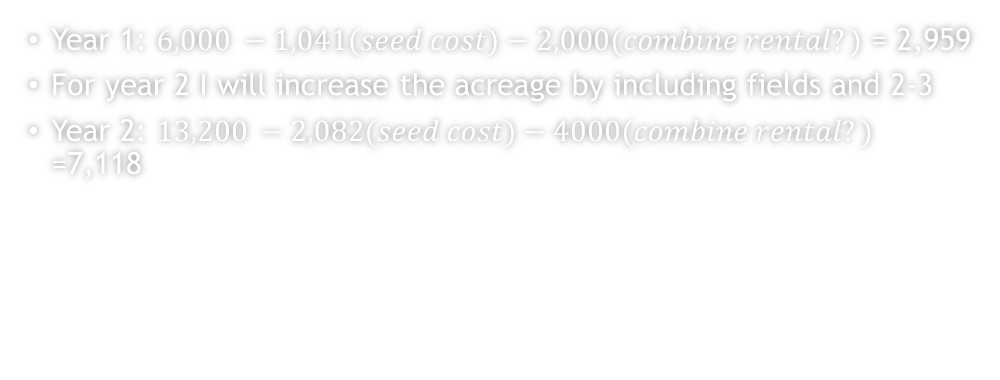 • Year 1: 6,000 − 1,041(seed cost) − 2,000(combine rental? ) = 2,959
• For year 2 I will increase the acreage by including fields and 2-3
• Year 2: 13,200 − 2,082(seed cost) − 4000(combine rental? )
=7,118